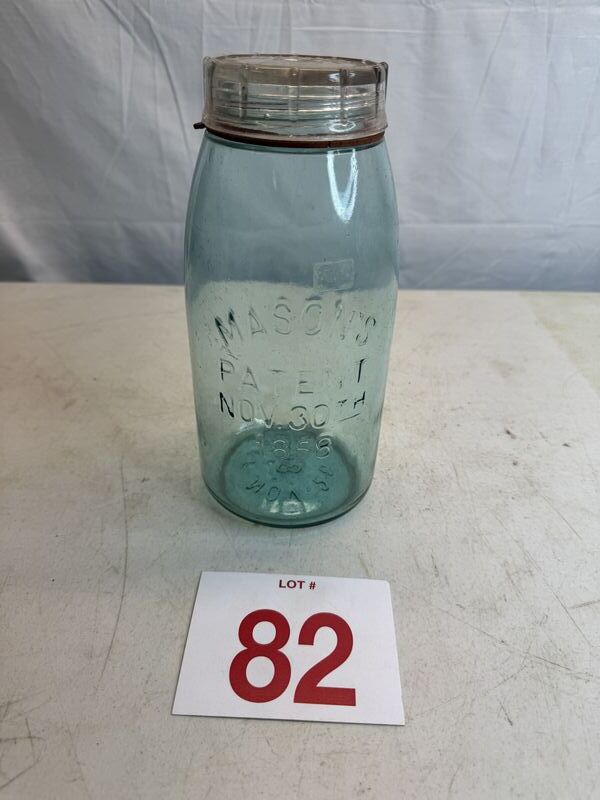 MASON'S
PATENT
NOV. 30TH
1858
LOT #
82